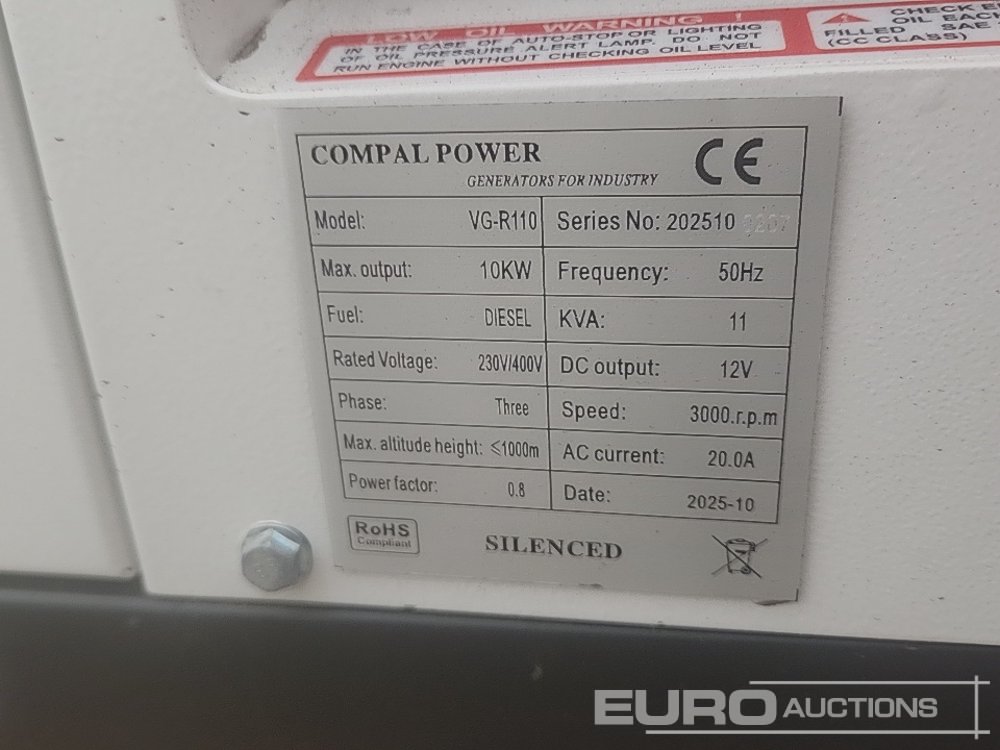 LOW OIL WARNING !
IN THE CASE OF AUTO-STOP OR LIGHTING
OF OIL PRESSURE ALERT LAMP, DO NOT
RUN ENGINE WITHOUT CHECKING OIL LEVEL
CHECK
OIL EAC
FILLED SAE
(CC CLASS)
COMPAL POWER
GENERATORS FOR INDUSTRY
CE
Model: VG-R110
Series No: 202510
Max. output: 10KW
Frequency: 50Hz
Fuel: DIESEL
KVA: 11
Rated Voltage: 230V/400V
DC output: 12V
Phase: Three
Speed: 3000.r.p.m
Max. altitude height: ≤1000m
AC current: 20.0A
Power factor: 0.8
Date: 2025-10
RoHS
Compliant
SILENCED
EURO AUCTIONS